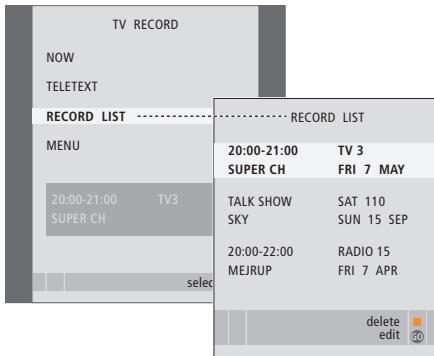 TV RECORD
NOW
TELETEXT
RECORD LIST
MENU
20:00-21:00 TV3
SUPER CH
RECORD LIST
20:00-21:00 TV 3
SUPER CH FRI 7 MAY
TALK SHOW SAT 110
SKY SUN 15 SEP
20:00-22:00 RADIO 15
MEJRUP FRI 7 APR
delete
edit GO